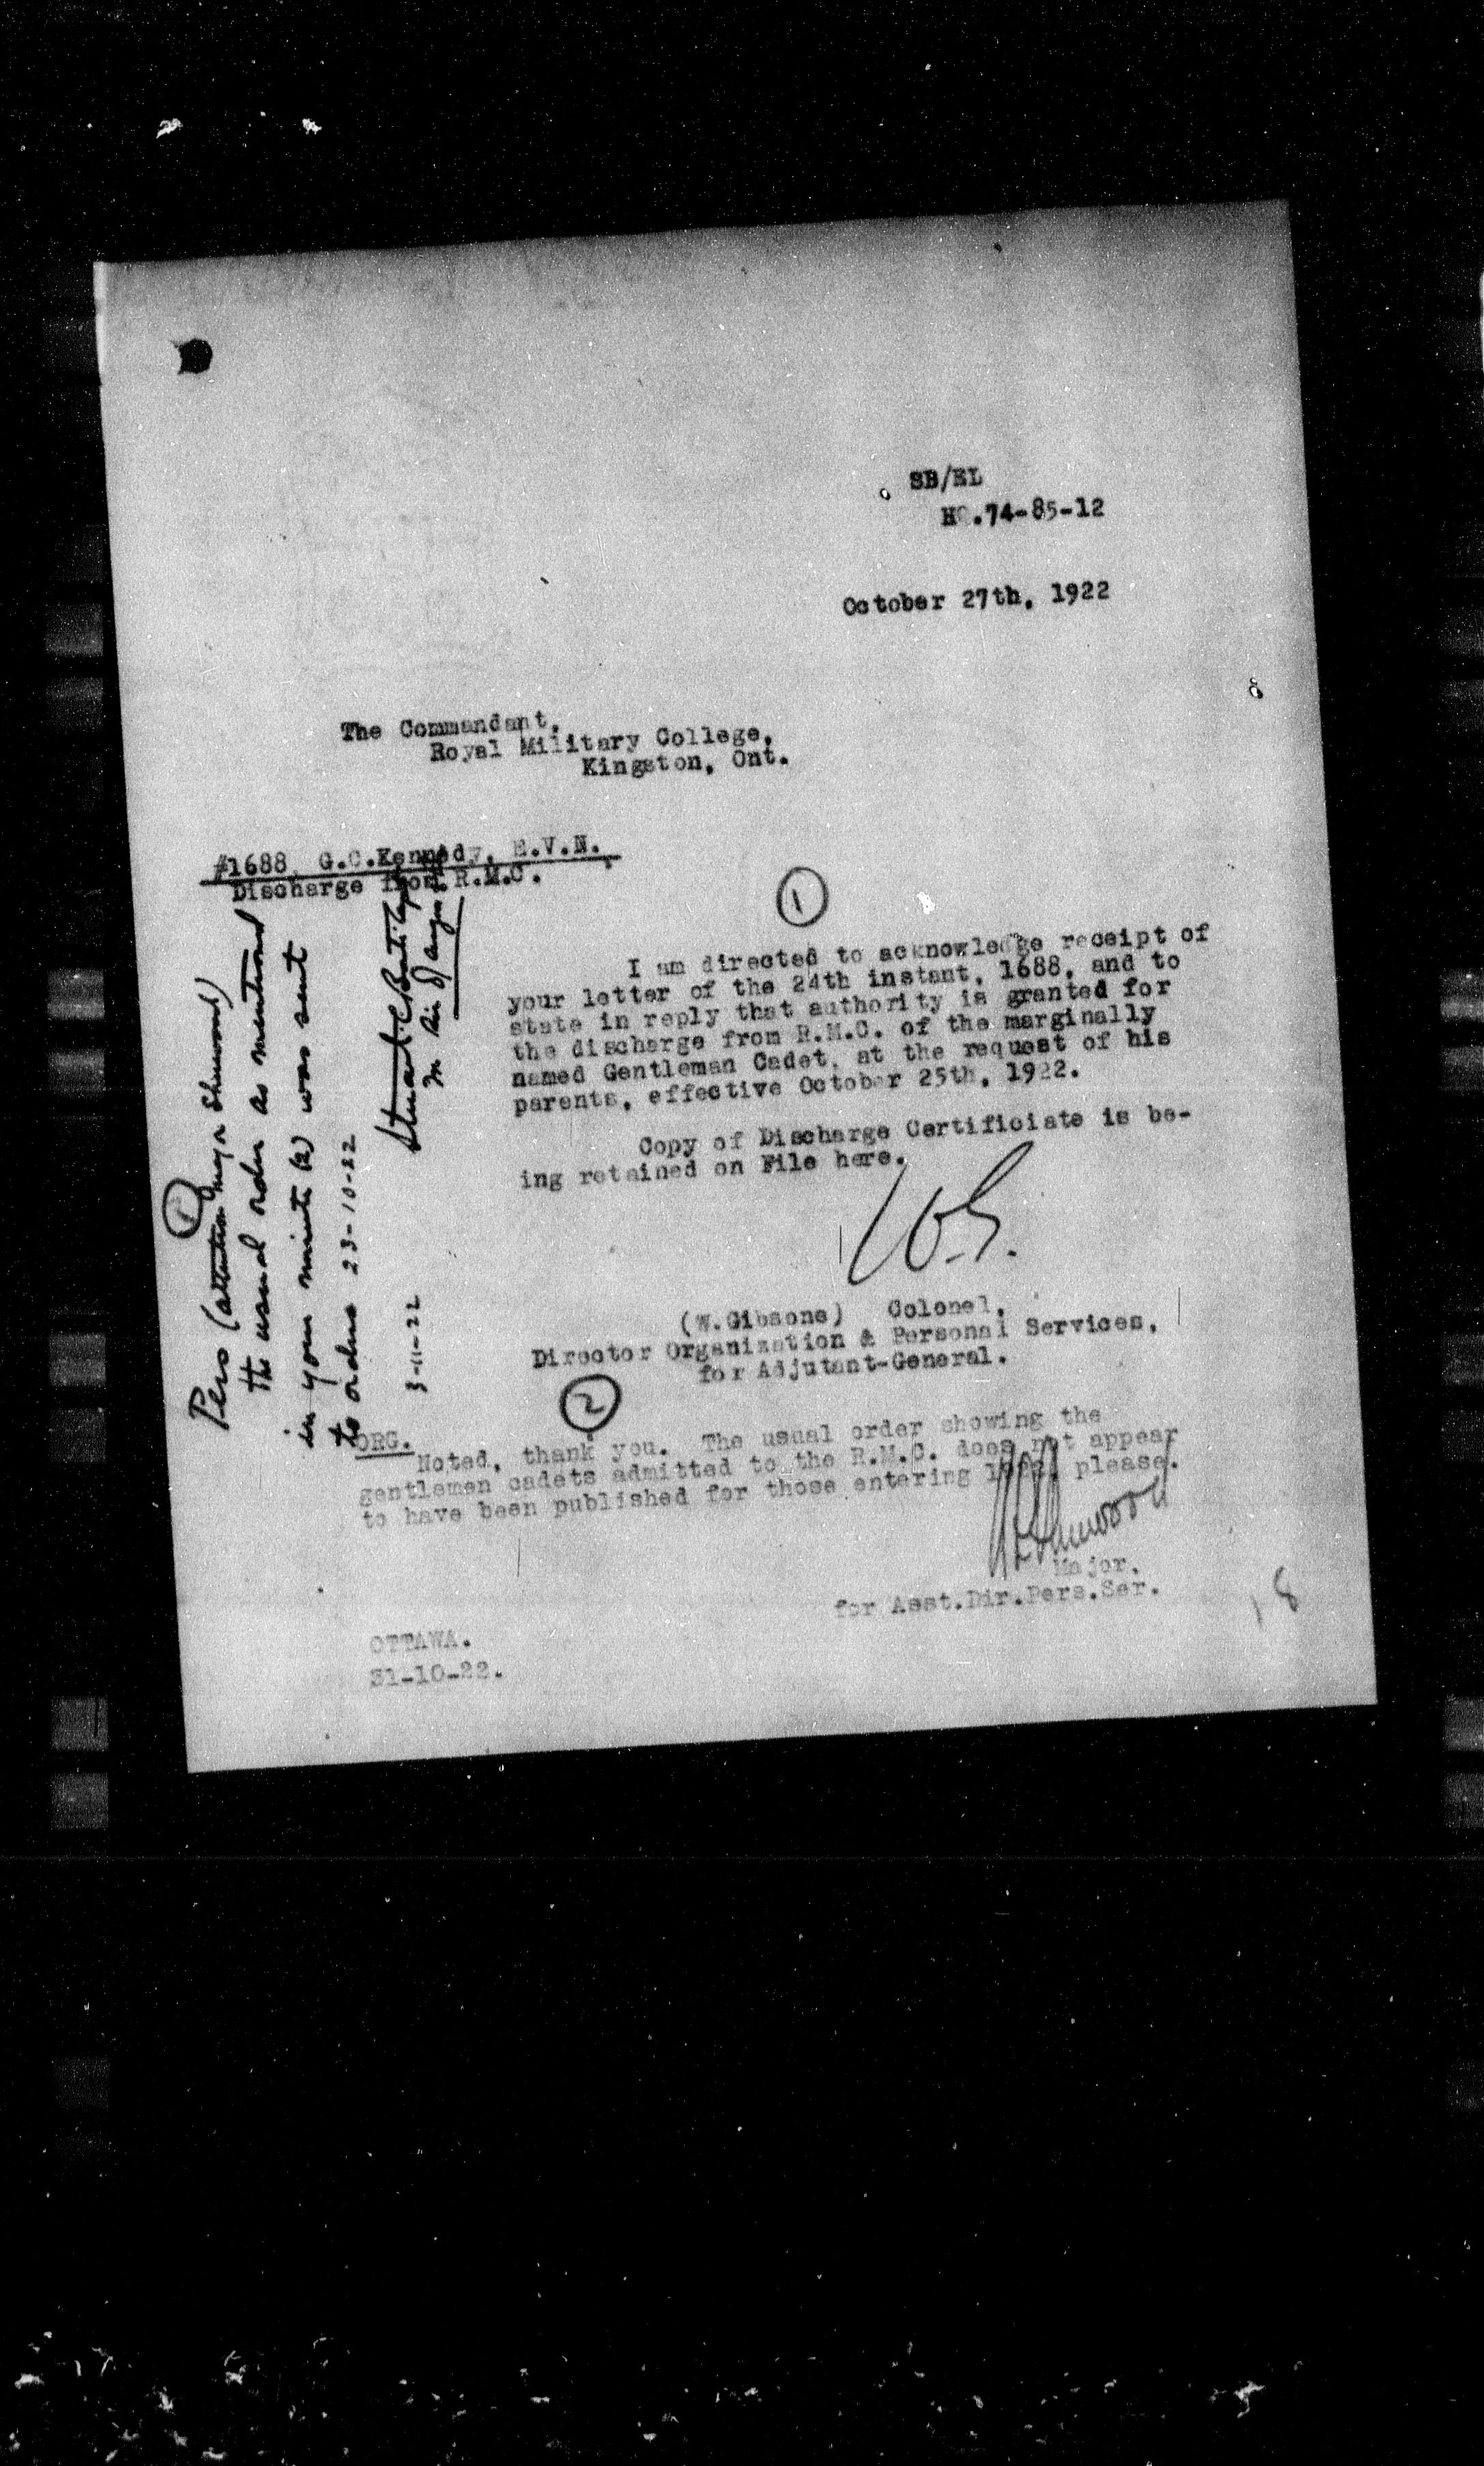 SB/EL
HQ.74-85-12
October 27th, 1922
The Commandant,
Royal Military College,
Kingston, Ont.
#1688 G.C.Kennedy, E.V.N.
Discharge from R.M.C.
1
I am directed to acknowledge receipt of
your letter of the 24th instant, 1688, and to
state in reply that authority is granted for
the discharge from R.M.C. of the marginally
named Gentleman Cadet, at the request of his
parents, effective October 25th, 1922.
Copy of Discharge Certificiate is be-
ing retained on File here.
W.G.
(W.Gibsone) Colonel,
Director Organization & Personal Services,
for Adjutant-General.
2
ORG.
Noted, thank you. The usual order showing the
gentlemen cadets admitted to the R.M.C. does not appear
to have been published for those entering please.
Major,
for Asst.Dir.Pers.Ser.
OTTAWA.
31-10-22.
18
Pers (attention Major Sherwood)
the usual order as mentioned
in your minute (2) was sent
to orders 23-10-22
Stuart C Bate
3-11-22